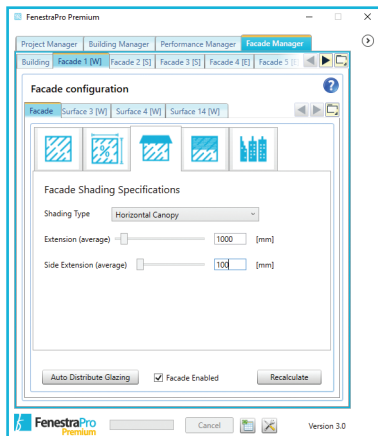 FenestraPro Premium
Project Manager Building Manager Performance Manager Facade Manager
Building Facade 1 [W] Facade 2 [S] Facade 3 [S] Facade 4 [E] Facade 5 [E
Facade configuration
Facade Surface 3 [W] Surface 4 [W] Surface 14 [W]
%
Facade Shading Specifications
Shading Type Horizontal Canopy
Extension (average) 1000 [mm]
Side Extension (average) 100 [mm]
Auto Distribute Glazing Facade Enabled Recalculate
FenestraPro
Premium
Cancel Version 3.0